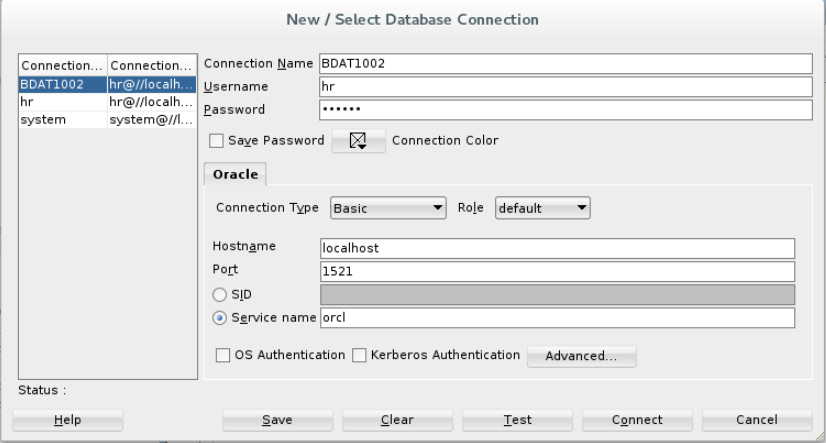 New / Select Database Connection
Connection... Connection...
BDAT1002 hr@//localh...
hr hr@//localh...
system system@//l...
Connection Name BDAT1002
Username hr
Password ••••••
Save Password Connection Color
Oracle
Connection Type Basic Role default
Hostname localhost
Port 1521
SID
Service name orcl
OS Authentication Kerberos Authentication Advanced...
Status :
Help Save Clear Test Connect Cancel